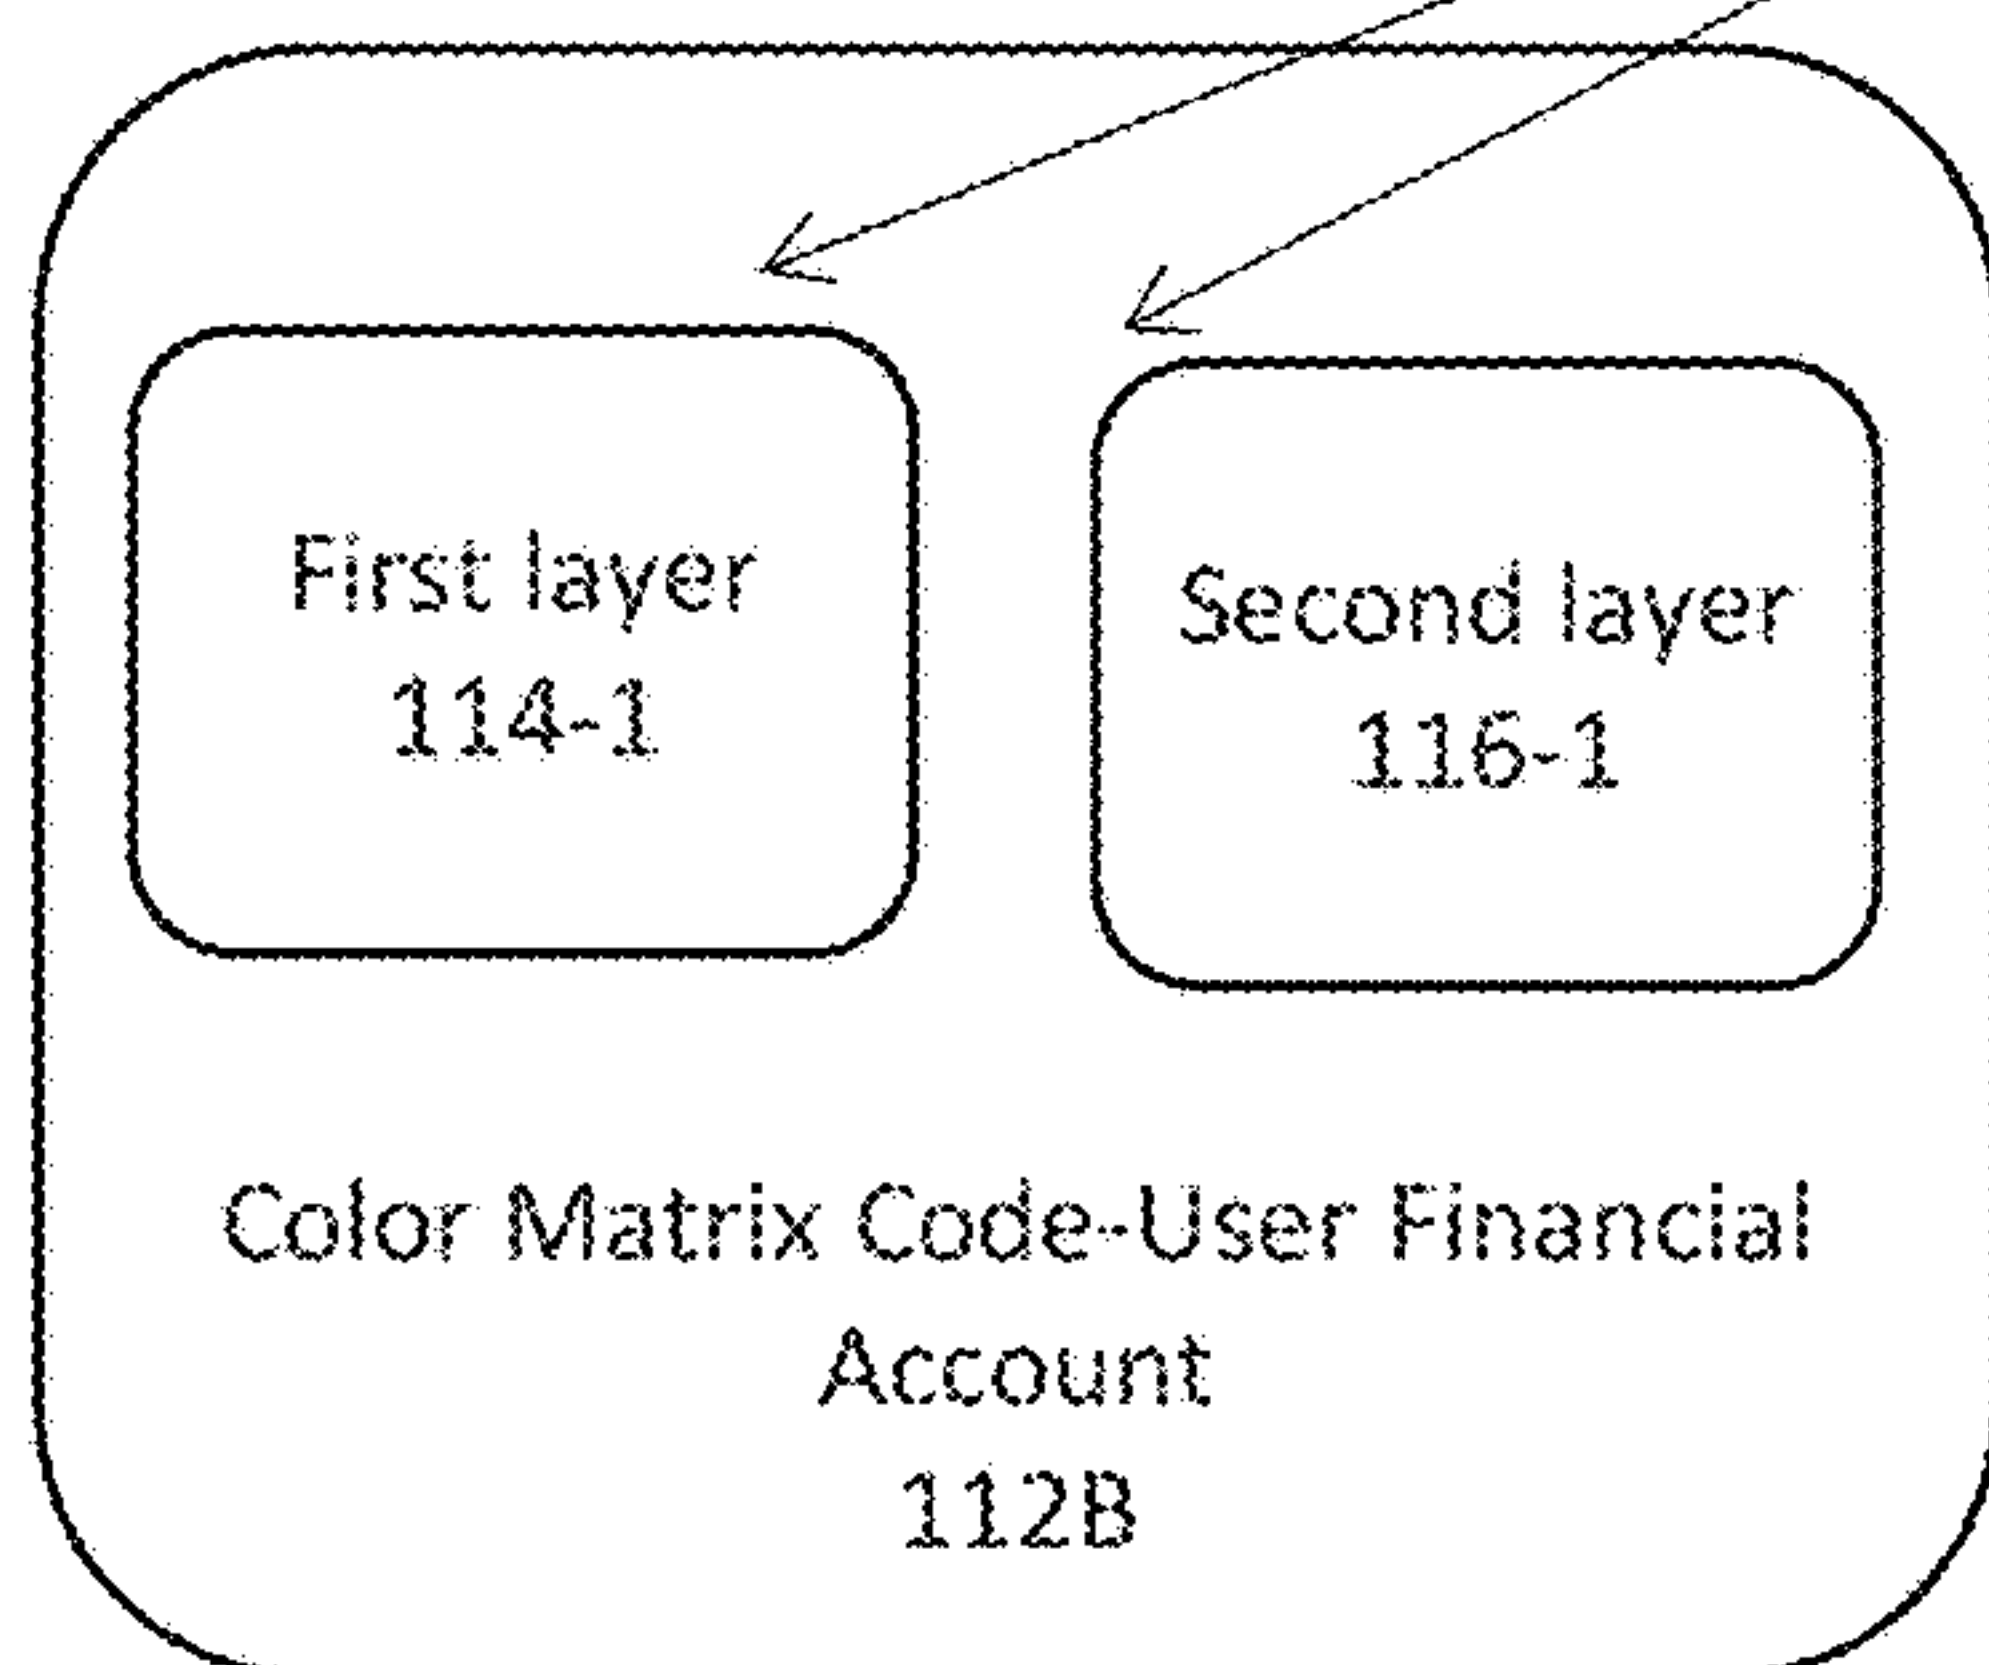 First layer
114-1
Second layer
116-1
Color Matrix Code-User Financial
Account
112B